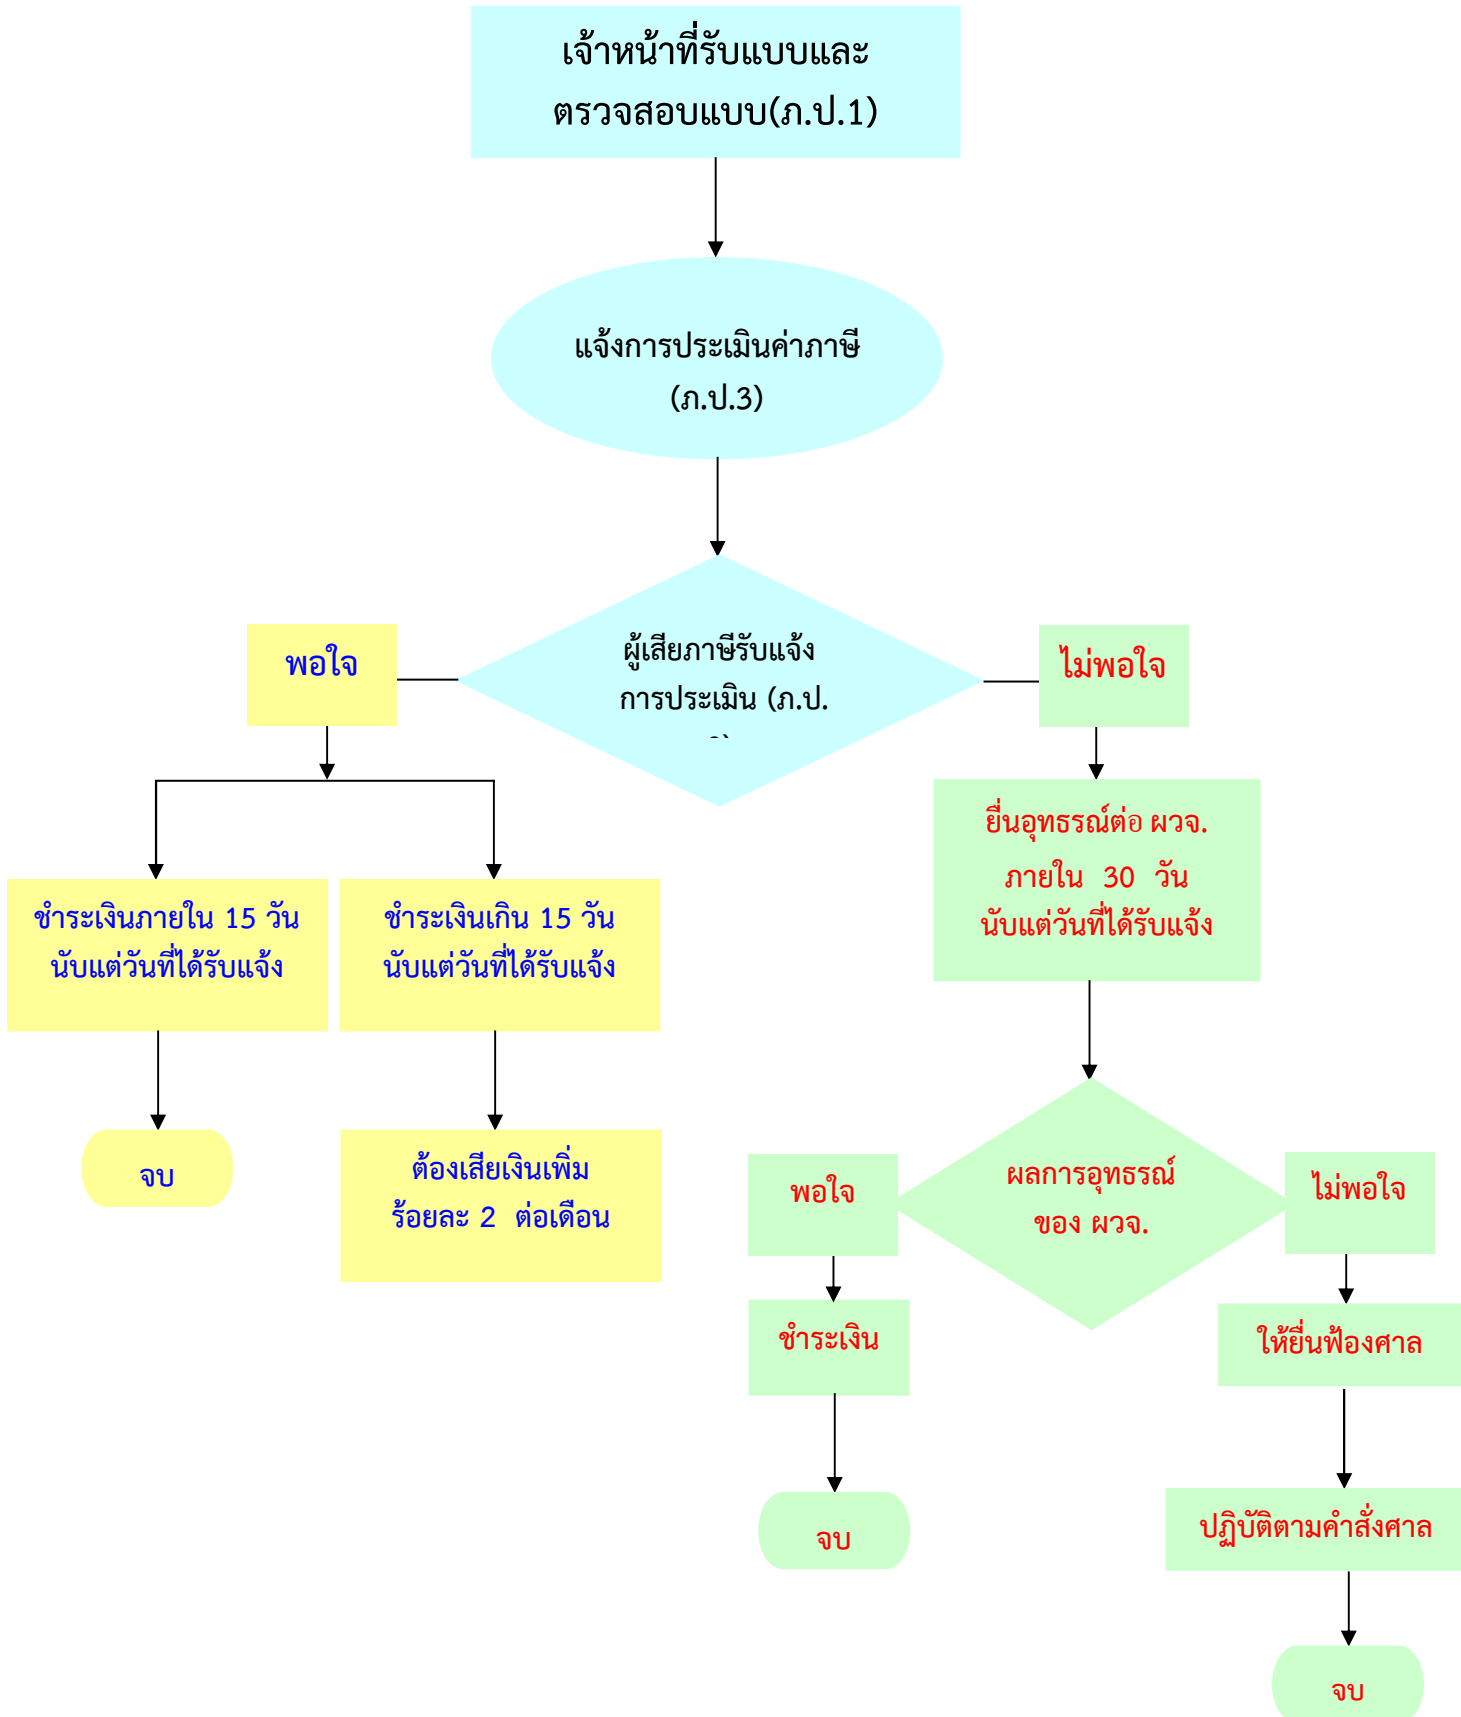 เจ้าหน้าที่รับแบบและ
ตรวจสอบแบบ(ภ.ป.1)
แจ้งการประเมินค่าภาษี
(ภ.ป.3)
ผู้เสียภาษีรับแจ้ง
การประเมิน (ภ.ป.
พอใจ
ไม่พอใจ
ชำระเงินภายใน 15 วัน
นับแต่วันที่ได้รับแจ้ง
ชำระเงินเกิน 15 วัน
นับแต่วันที่ได้รับแจ้ง
ยื่นอุทธรณ์ต่อ ผวจ.
ภายใน 30 วัน
นับแต่วันที่ได้รับแจ้ง
จบ
ต้องเสียเงินเพิ่ม
ร้อยละ 2 ต่อเดือน
พอใจ
ผลการอุทธรณ์
ของ ผวจ.
ไม่พอใจ
ชำระเงิน
ให้ยื่นฟ้องศาล
จบ
ปฏิบัติตามคำสั่งศาล
จบ